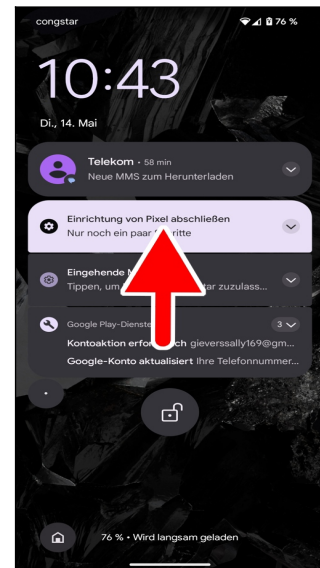 congstar
76 %
10:43
Di., 14. Mai
Telekom • 58 min
Neue MMS zum Herunterladen
Einrichtung von Pixel abschließen
Nur noch ein paar
Eingehende
Tippen, um zuzulass...
Google Play-Dienste
3
Kontoaktion gieverssally169@gm...
Google-Konto aktualisiert Ihre Telefonnummer...
76 % • Wird langsam geladen